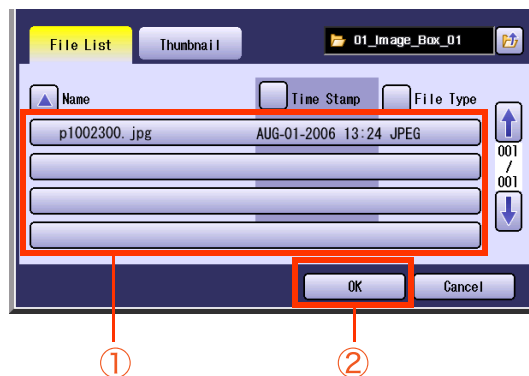 File List Thumbnail 01_Image_Box_01
Name Time Stamp File Type
p1002300.jpg AUG-01-2006 13:24 JPEG
001
/
001
OK Cancel
① ②